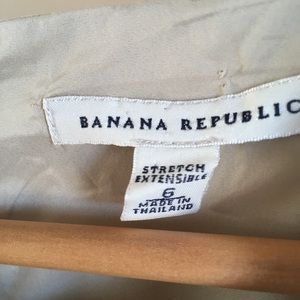 BANANA REPUBLIC
STRETCH
EXTENSIBLE
6
MADE IN
THAILAND